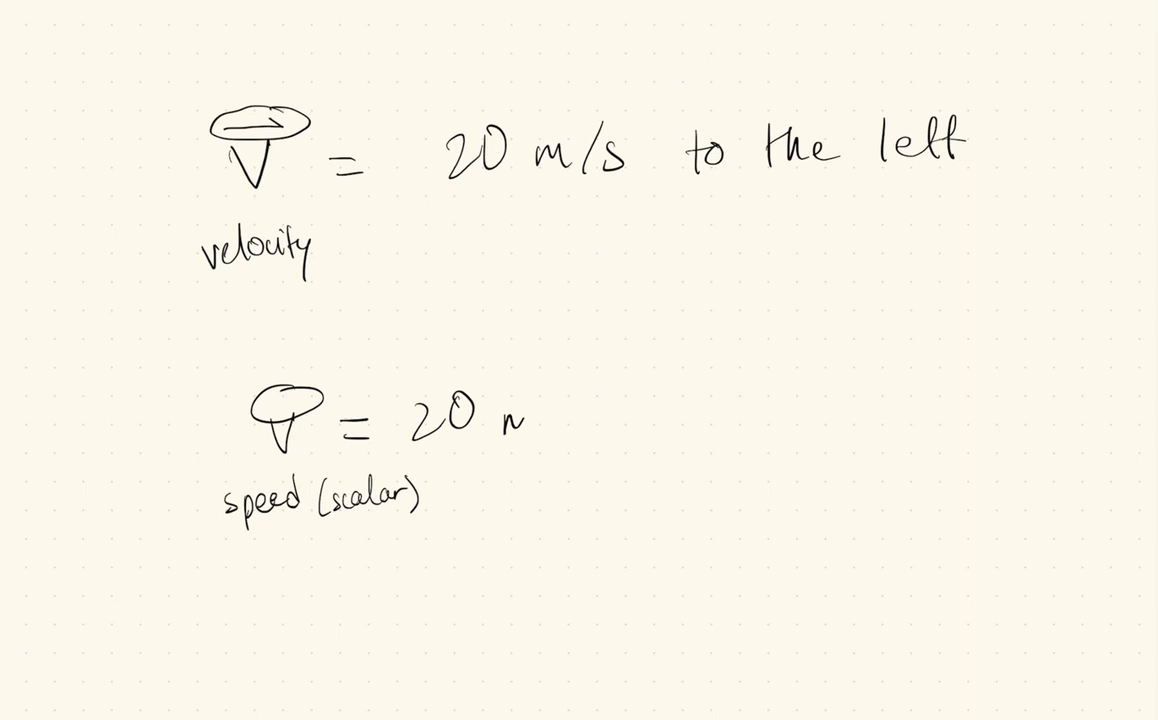 v⃗ = 20 m/s to the left
velocity
v = 20
speed (scalar)